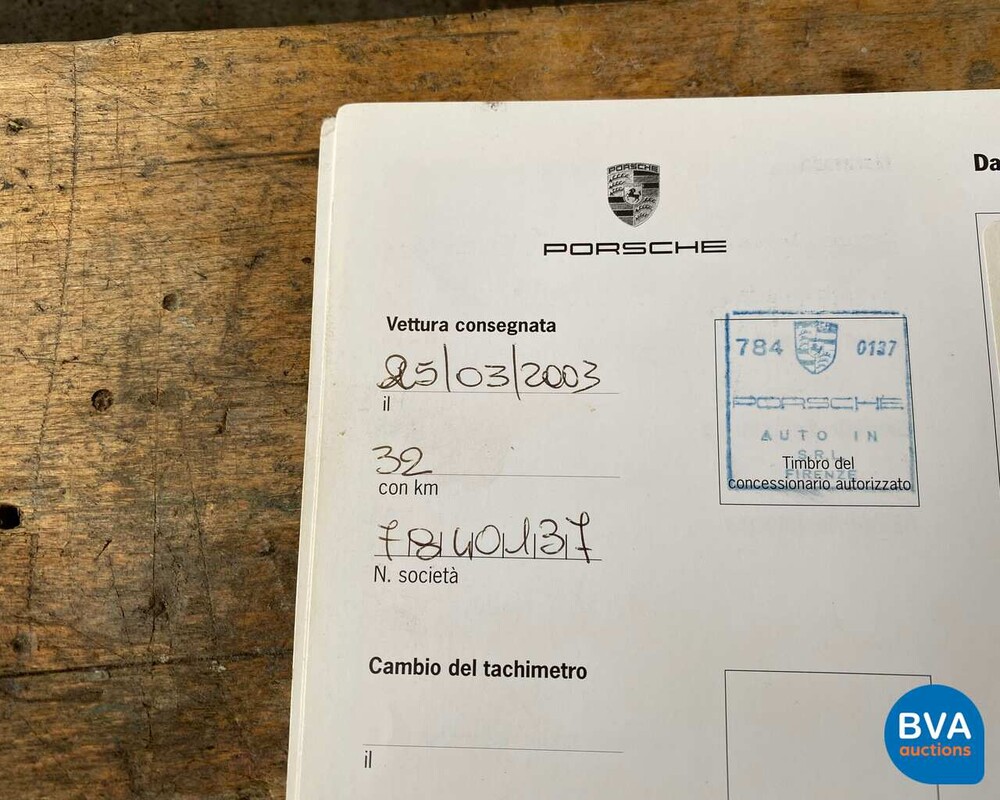 PORSCHE
PORSCHE
Da
Vettura consegnata
25/03/2003
il
32
con km
7840137
N. società
784 0137
PORSCHE
AUTO IN
S.R.L.
FIRENZE
Timbro del
concessionario autorizzato
Cambio del tachimetro
il
BVA
auctions